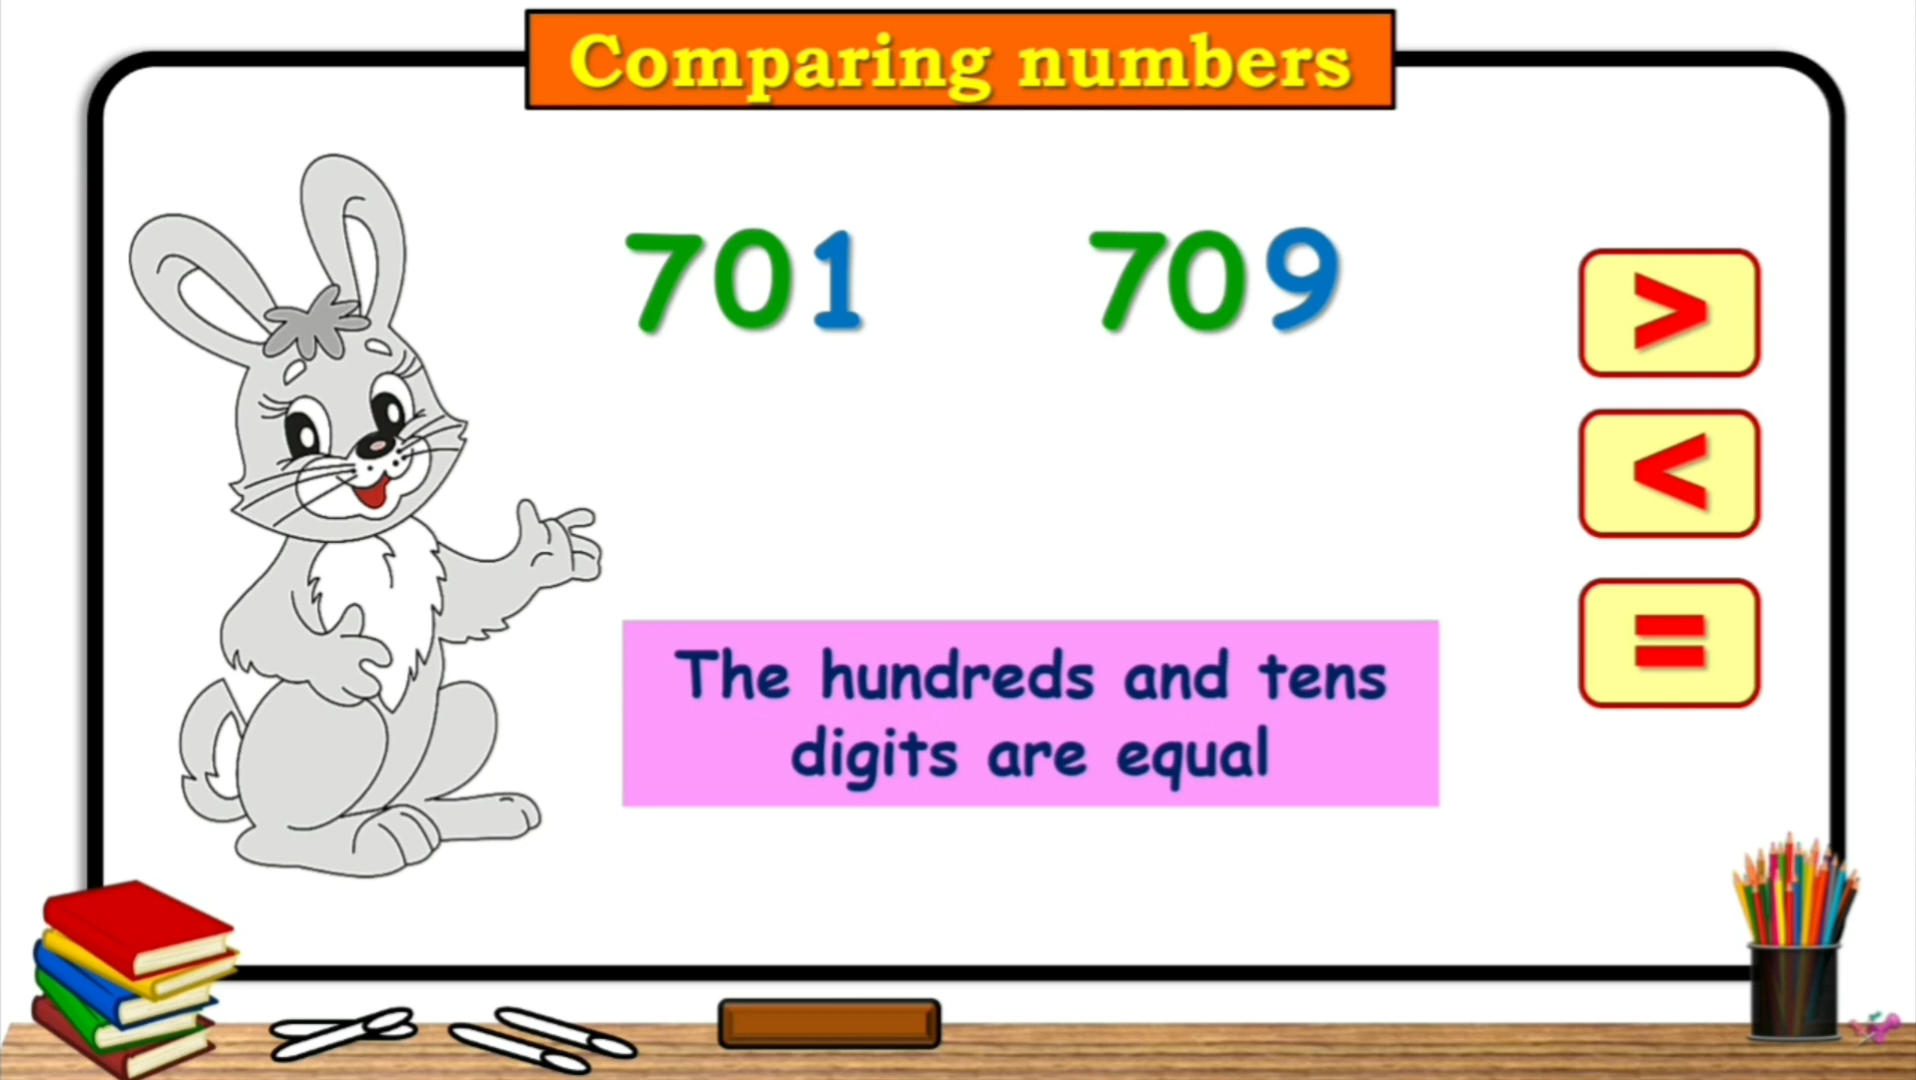 Comparing numbers
701 709
>
<
=
The hundreds and tens
digits are equal